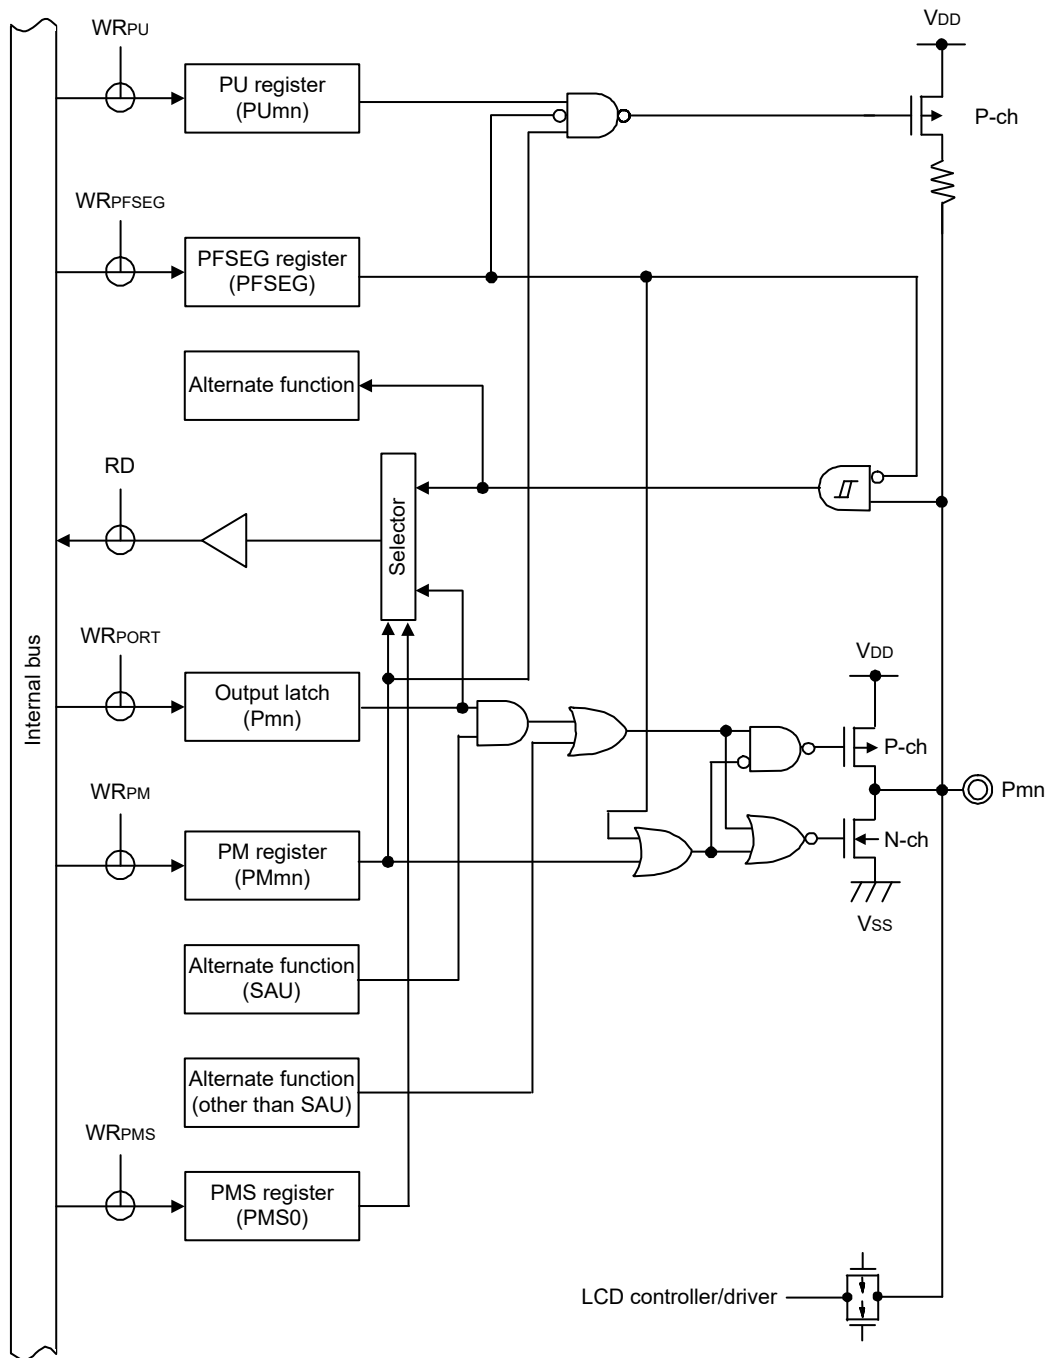 WRPU
PU register
(PUmn)
VDD
P-ch
WRPFSEG
PFSEG register
(PFSEG)
Alternate function
RD
Selector
Internal bus
WRPORT
Output latch
(Pmn)
VDD
P-ch
Pmn
WRPM
PM register
(PMmn)
N-ch
VSS
Alternate function
(SAU)
Alternate function
(other than SAU)
WRPMS
PMS register
(PMS0)
LCD controller/driver